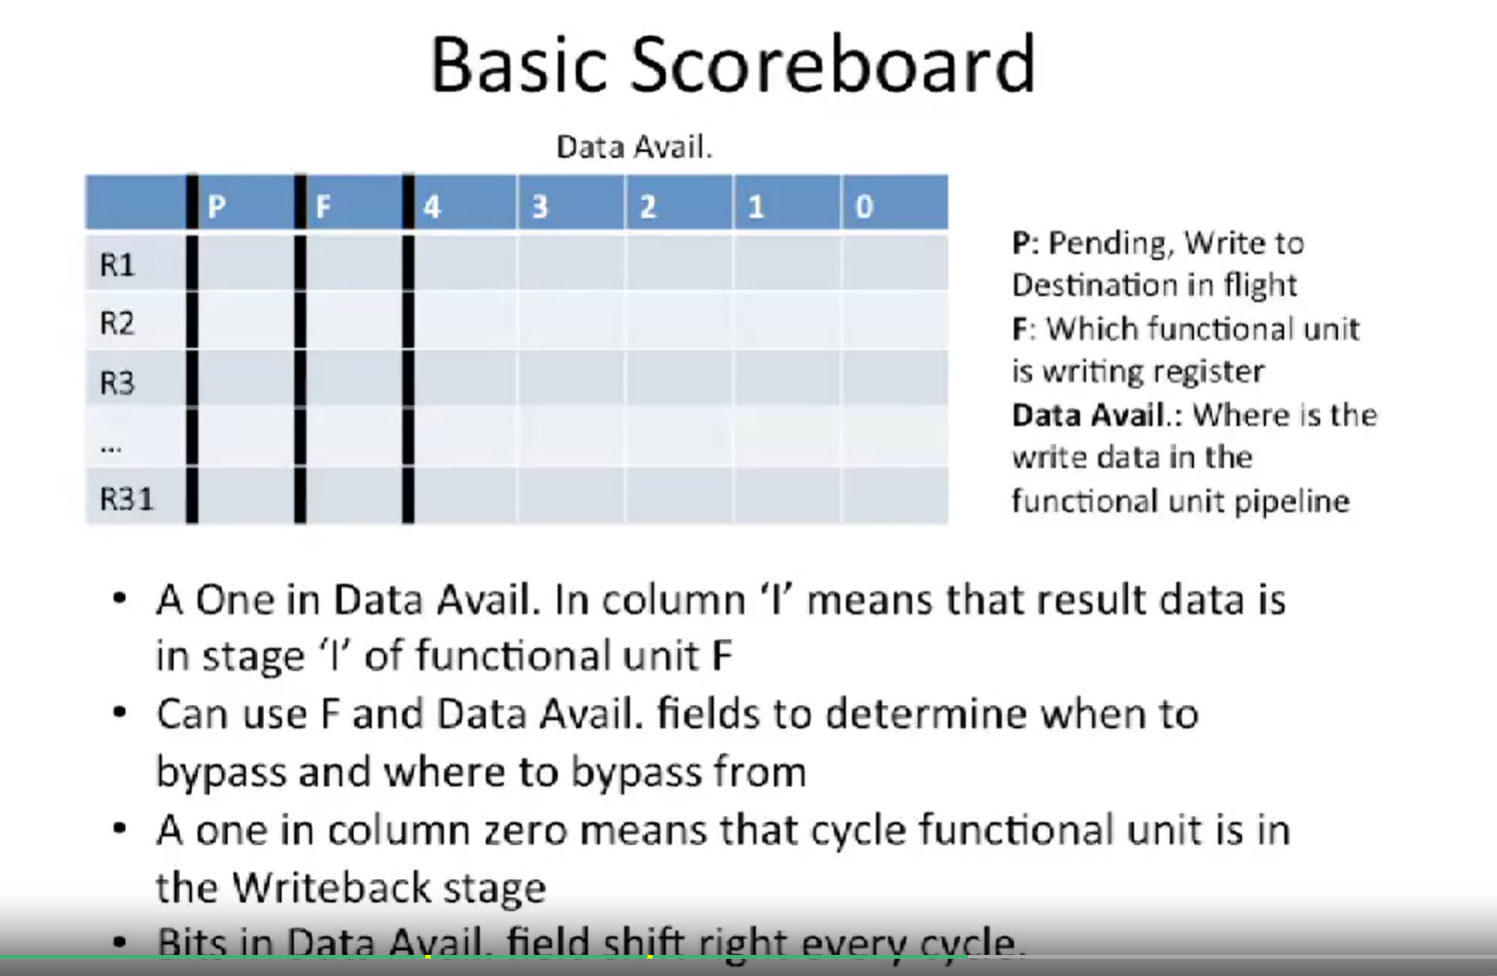 Basic Scoreboard
Data Avail.
P F 4 3 2 1 0
R1
R2
R3
...
R31
P: Pending, Write to
Destination in flight
F: Which functional unit
is writing register
Data Avail.: Where is the
write data in the
functional unit pipeline
• A One in Data Avail. In column ‘I’ means that result data is
in stage ‘I’ of functional unit F
• Can use F and Data Avail. fields to determine when to
bypass and where to bypass from
• A one in column zero means that cycle functional unit is in
the Writeback stage
• Bits in Data Avail. field shift right every cycle.